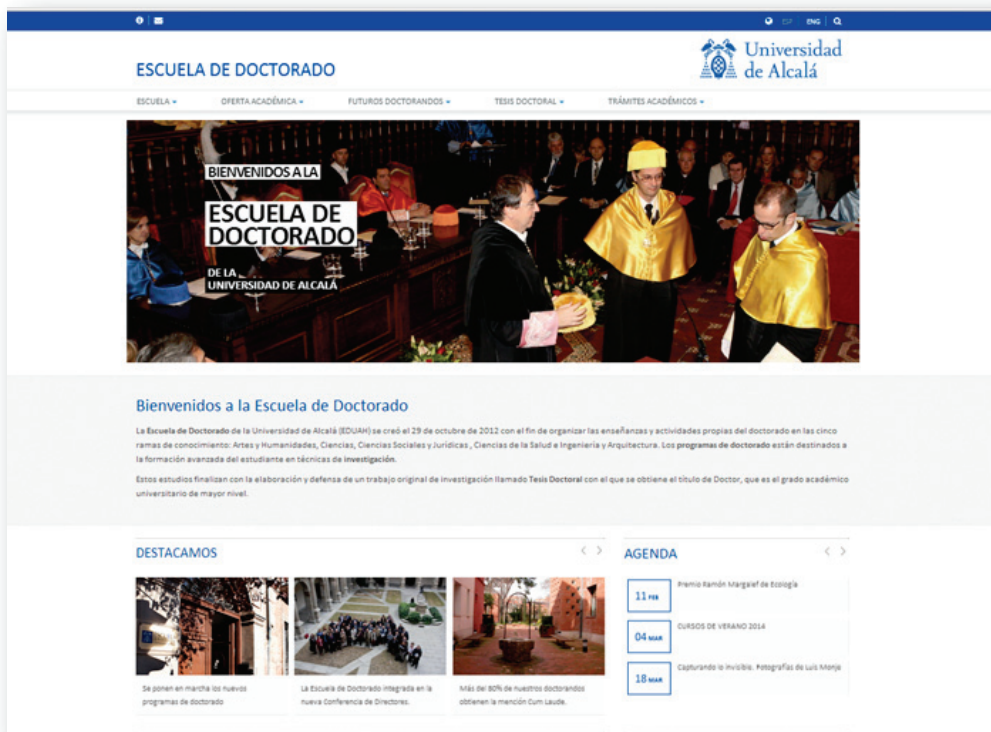 ESP ENG
Universidad
de Alcalá
ESCUELA DE DOCTORADO
ESCUELA OFERTA ACADÉMICA FUTUROS DOCTORANDOS TESIS DOCTORAL TRÁMITES ACADÉMICOS
BIENVENIDOS A LA
ESCUELA DE
DOCTORADO
DE LA
UNIVERSIDAD DE ALCALÁ
Bienvenidos a la Escuela de Doctorado
La Escuela de Doctorado de la Universidad de Alcalá (EDUAH) se creó el 29 de octubre de 2012 con el fin de organizar las enseñanzas y actividades propias del doctorado en las cinco
ramas de conocimiento: Artes y Humanidades, Ciencias, Ciencias Sociales y Jurídicas , Ciencias de la Salud e Ingeniería y Arquitectura. Los programas de doctorado están destinados a
la formación avanzada del estudiante en técnicas de investigación.
Estos estudios finalizan con la elaboración y defensa de un trabajo original de investigación llamado Tesis Doctoral con el que se obtiene el título de Doctor, que es el grado académico
universitario de mayor nivel.
DESTACAMOS
Se ponen en marcha los nuevos
programas de doctorado
La Escuela de Doctorado integrada en la
nueva Conferencia de Directores.
Más del 80% de nuestros doctorandos
obtienen la mención Cum Laude.
AGENDA
11 FEB
Premio Ramón Margalef de Ecología
04 MAR
CURSOS DE VERANO 2014
18 MAR
Capturando lo invisible. Fotografías de Luis Monje